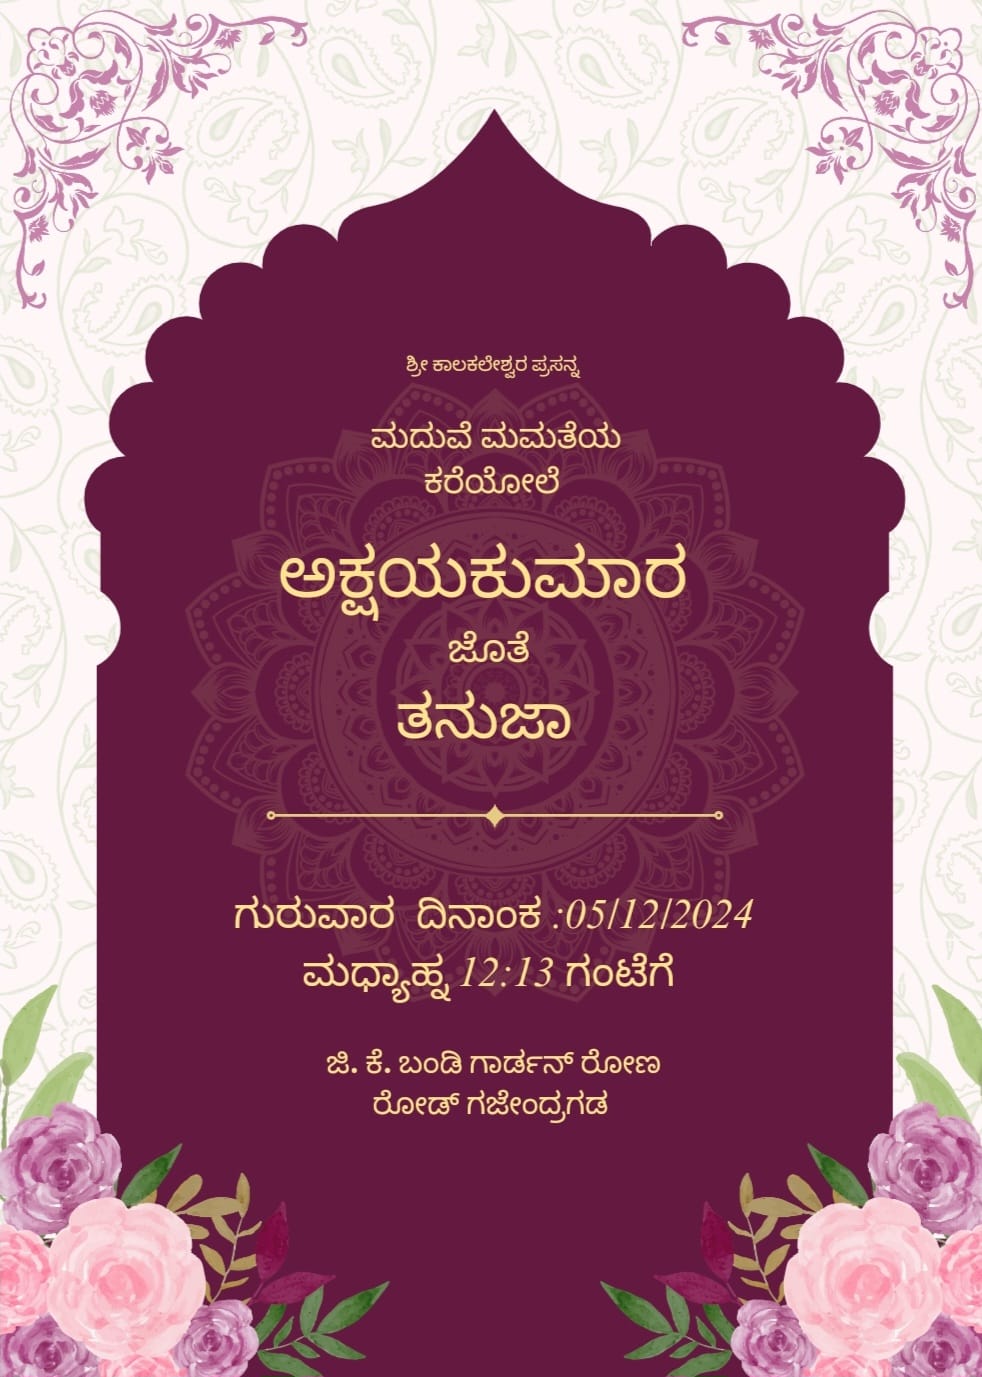 ಶ್ರೀ ಕಾಲಕಲೇಶ್ವರ ಪ್ರಸನ್ನ
ಮದುವೆ ಮಮತೆಯ
ಕರೆಯೋಲೆ
ಅಕ್ಷಯಕುಮಾರ
ಜೊತೆ
ತನುಜಾ
ಗುರುವಾರ ದಿನಾಂಕ :05/12/2024
ಮಧ್ಯಾಹ್ನ 12:13 ಗಂಟೆಗೆ
ಜಿ. ಕೆ. ಬಂಡಿ ಗಾರ್ಡನ್ ರೋಣ
ರೋಡ್ ಗಜೇಂದ್ರಗಡ